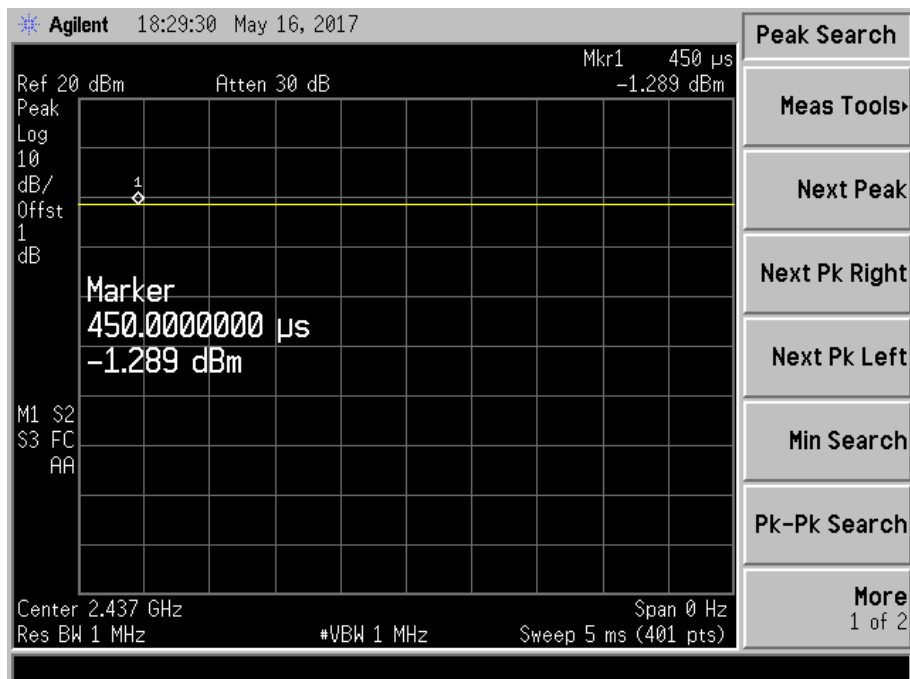 Agilent 18:29:30 May 16, 2017
Peak Search
Mkr1 450 µs
Ref 20 dBm Atten 30 dB -1.289 dBm
Peak
Log
10
dB/
Offst
1
dB
1
Marker
450.0000000 µs
-1.289 dBm
M1 S2
S3 FC
AA
Center 2.437 GHz Span 0 Hz
Res BW 1 MHz #VBW 1 MHz Sweep 5 ms (401 pts)
Meas Tools
Next Peak
Next Pk Right
Next Pk Left
Min Search
Pk-Pk Search
More
1 of 2